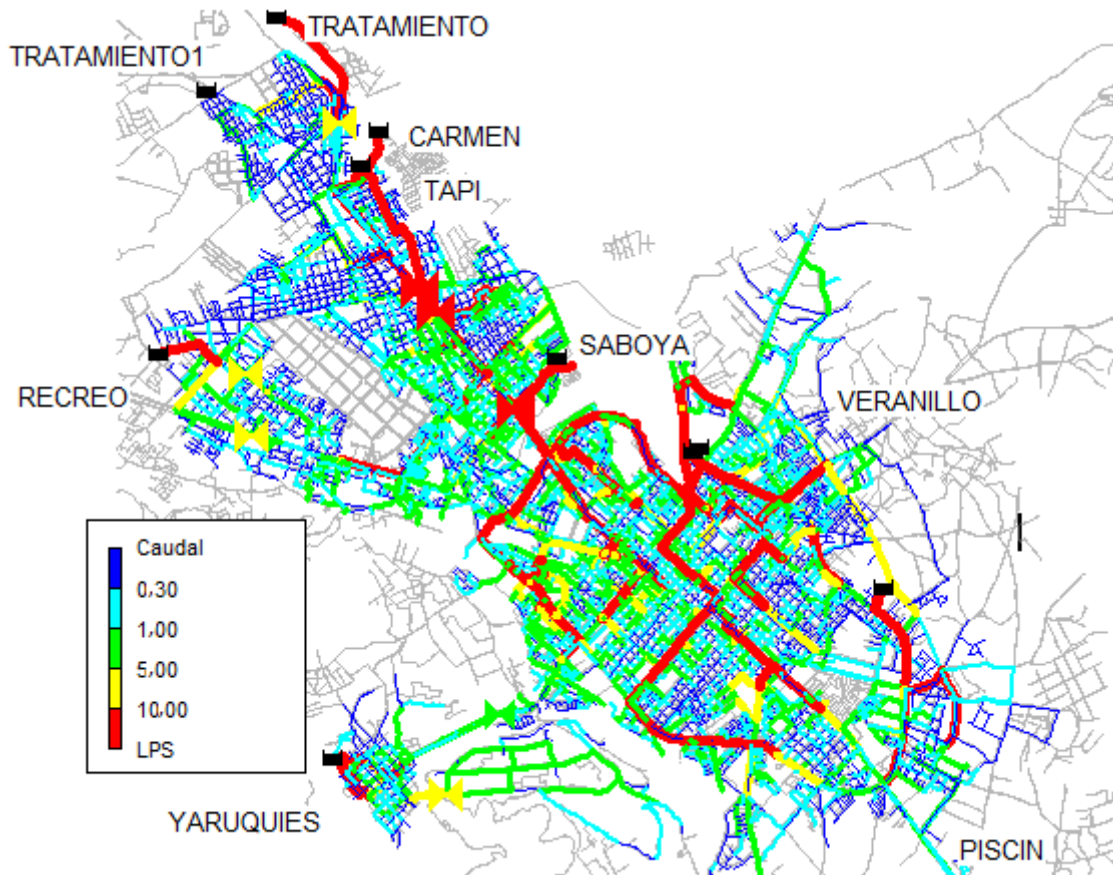 TRATAMIENTO
TRATAMIENTO1
CARMEN
TAPI
SABOYA
RECREO
VERANILLO
Caudal
0.30
1.00
5.00
10.00
LPS
YARUQUIES
PISCIN